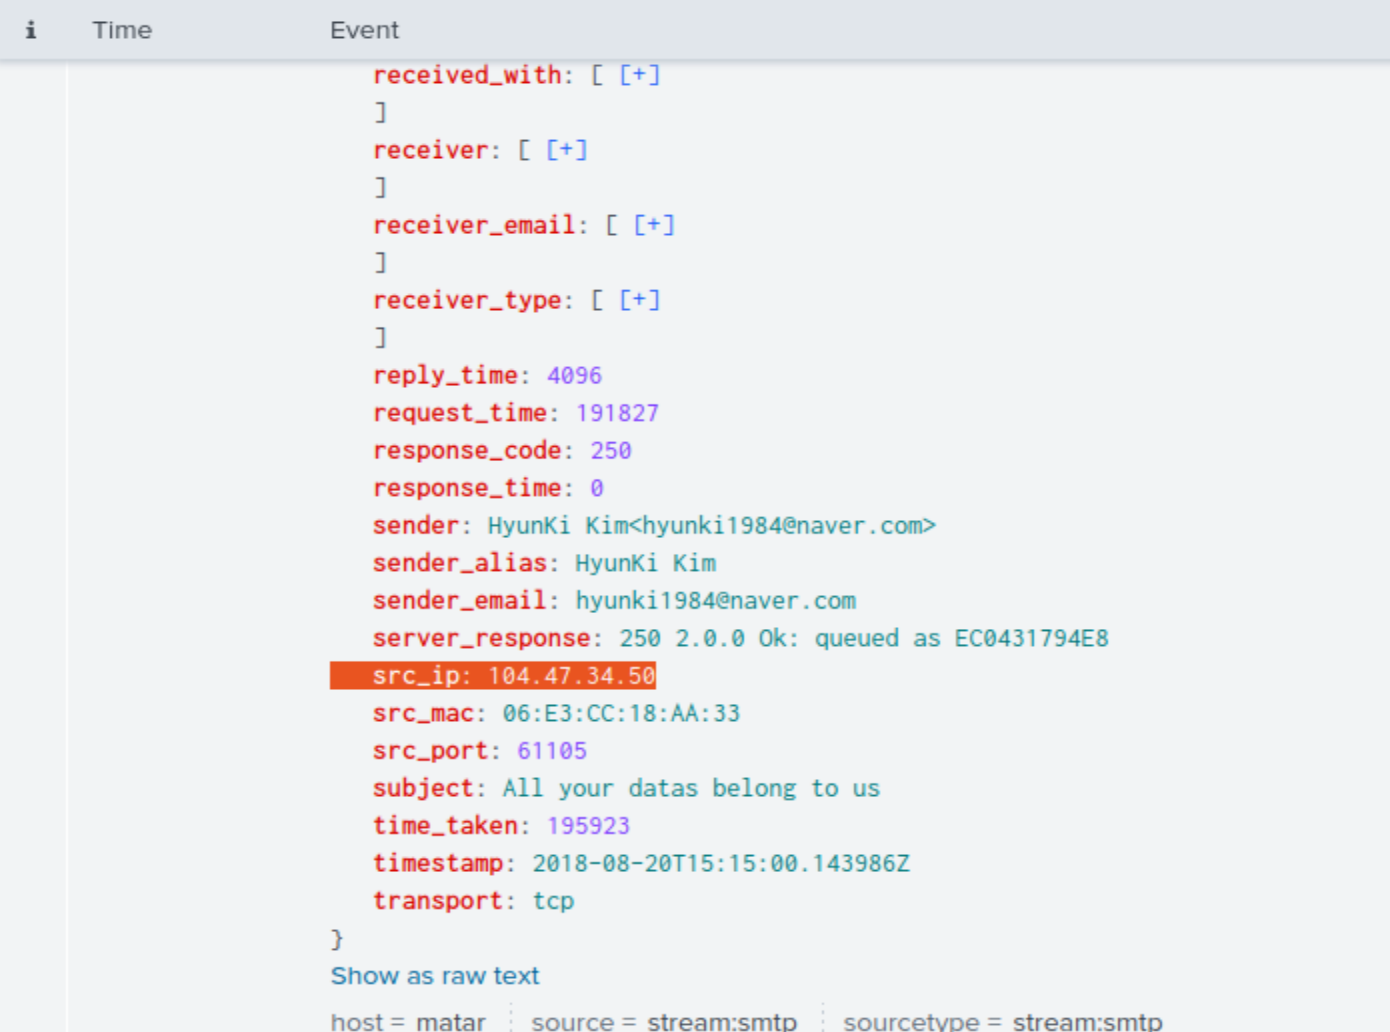 i Time Event
received_with: [ [+]
]
receiver: [ [+]
]
receiver_email: [ [+]
]
receiver_type: [ [+]
]
reply_time: 4096
request_time: 191827
response_code: 250
response_time: 0
sender: HyunKi Kim<hyunki1984@naver.com>
sender_alias: HyunKi Kim
sender_email: hyunki1984@naver.com
server_response: 250 2.0.0 Ok: queued as EC0431794E8
src_ip: 104.47.34.50
src_mac: 06:E3:CC:18:AA:33
src_port: 61105
subject: All your datas belong to us
time_taken: 195923
timestamp: 2018-08-20T15:15:00.143986Z
transport: tcp
}
Show as raw text
host = matar source = stream:smtp sourcetype = stream:smtp